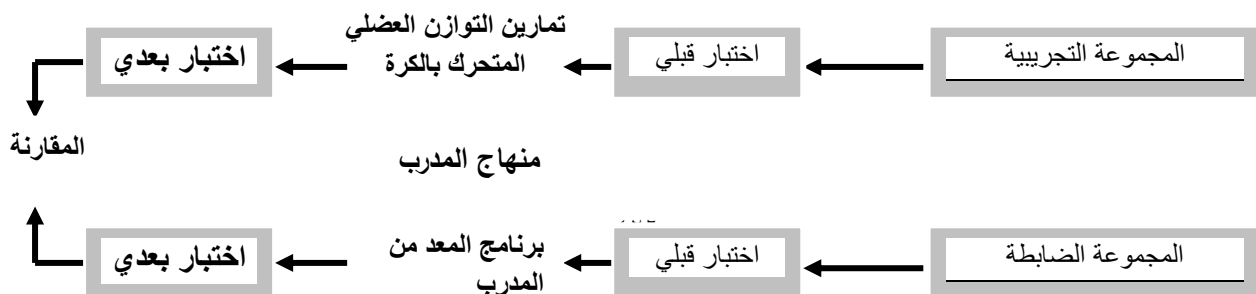 المجموعة التجريبية
اختبار قبلي
تمارين التوازن العضلي
المتحرك بالكرة
اختبار بعدي
المقارنة
منهاج المدرب
المجموعة الضابطة
اختبار قبلي
برنامج المعد من
المدرب
اختبار بعدي